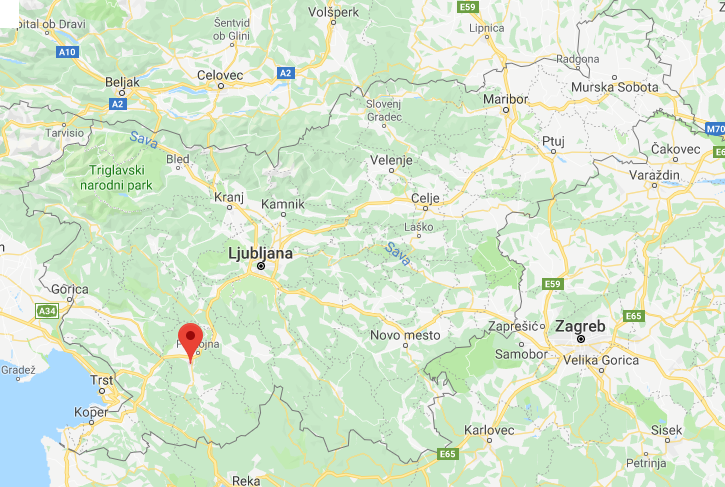 E59
Volšperk
Lipnica
Šentvid
ob Glini
ob Dravi
A10
A2
Celovec
Beljak
A2
Radgona
Murska Sobota
Slovenj
Gradec
Maribor
M70
Tarvisio
Sava
Bled
Velenje
Ptuj
Čakovec
Triglavski
narodni park
Varaždin
Kranj
Kamnik
Celje
Laško
Sava
Ljubljana
Gorica
A34
E59
E65
Novo mesto
Zaprešić
Zagreb
Samobor
Velika Gorica
Gradež
Trst
Koper
Karlovec
Sisek
E65
Petrinja
Reka